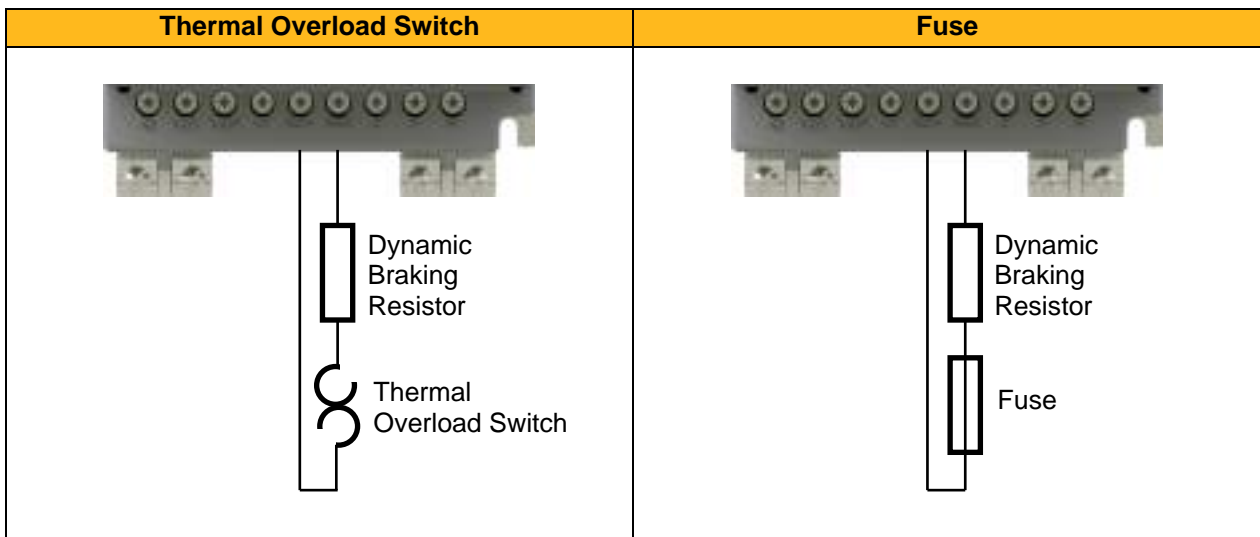 Thermal Overload Switch
Fuse
Dynamic
Braking
Resistor
Thermal
Overload Switch
Dynamic
Braking
Resistor
Fuse